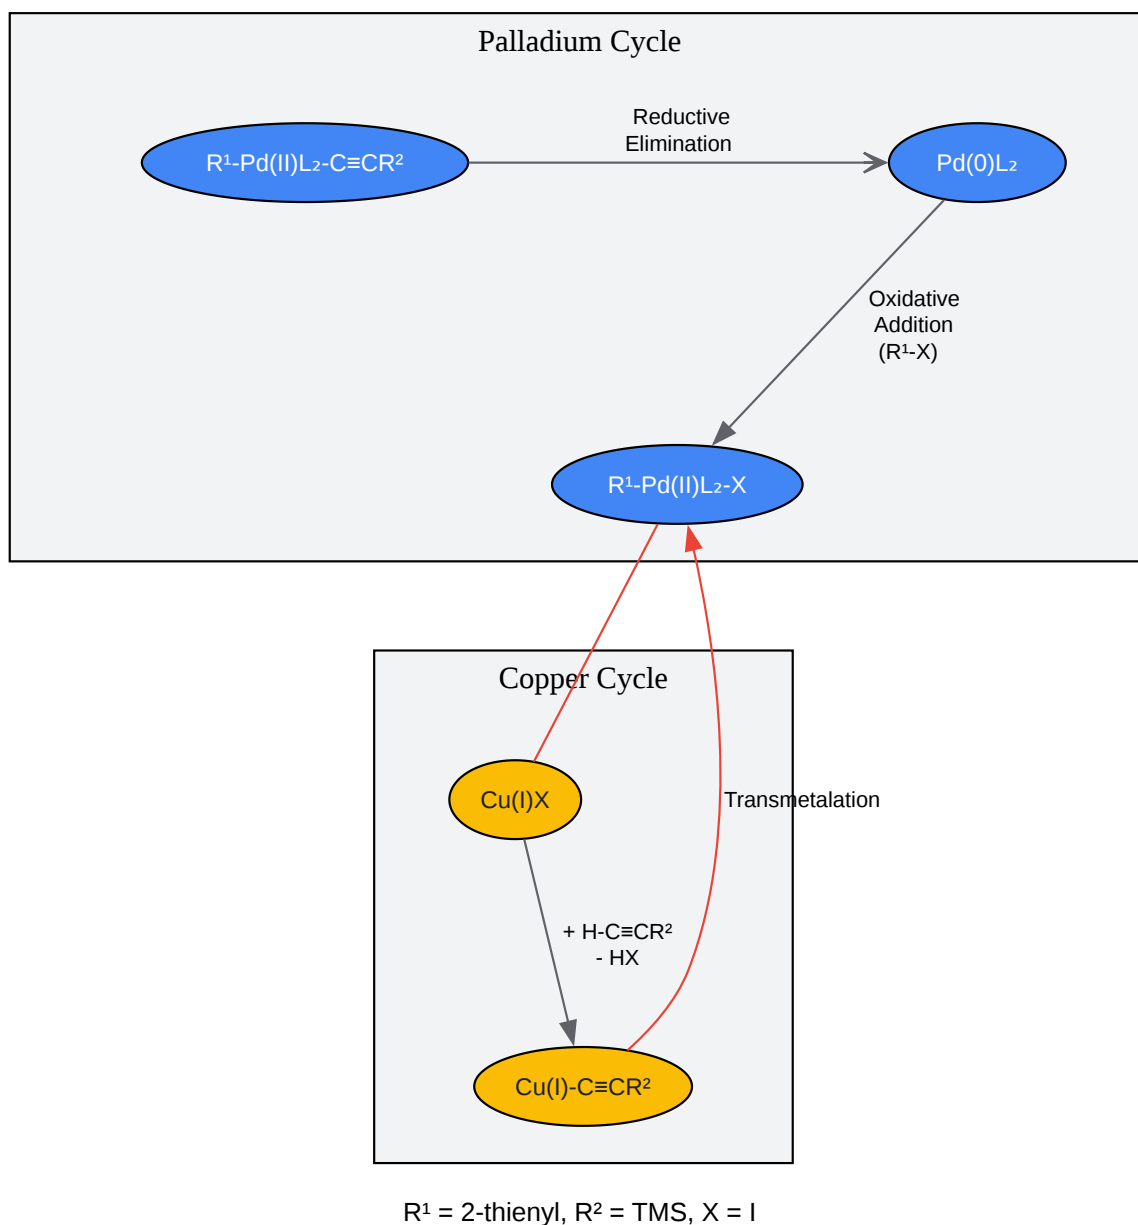 Palladium Cycle
Reductive
Elimination
R¹-Pd(II)L₂-C≡CR²
Pd(0)L₂
Oxidative
Addition
(R¹-X)
R¹-Pd(II)L₂-X
Copper Cycle
Cu(I)X
Transmetalation
+ H-C≡CR²
- HX
Cu(I)-C≡CR²
R¹ = 2-thienyl, R² = TMS, X = I